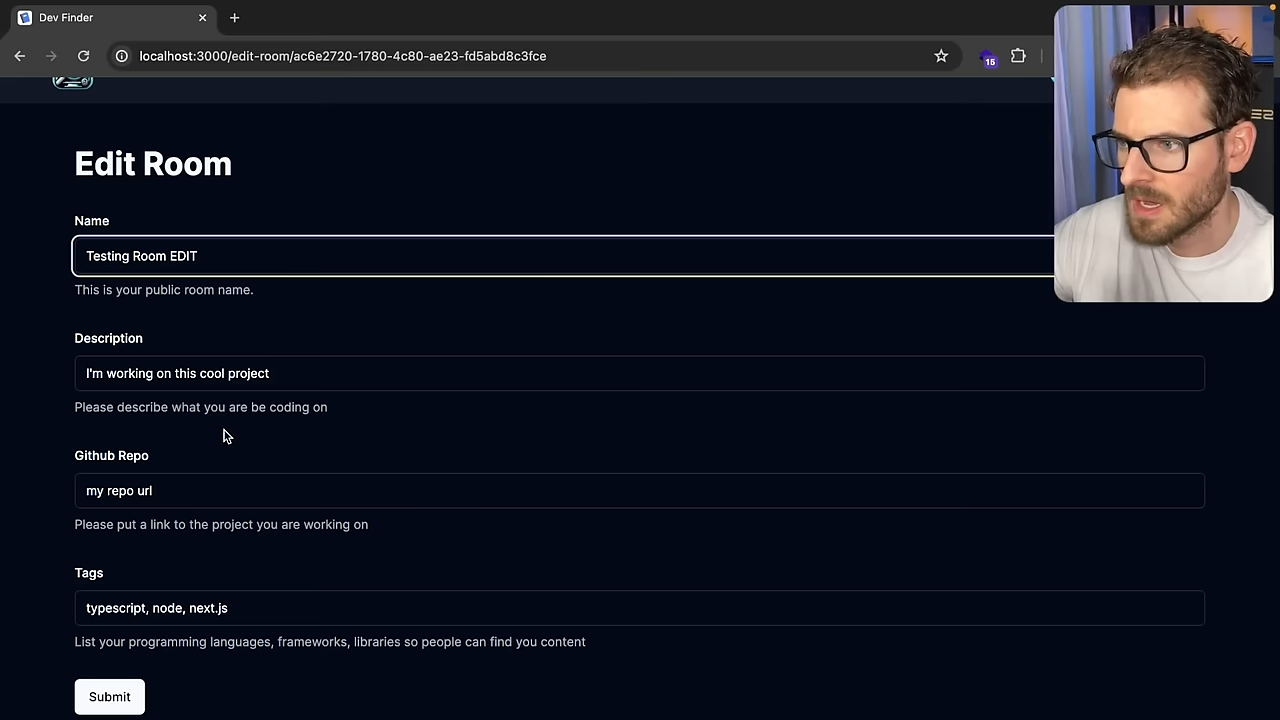 Dev Finder
localhost:3000/edit-room/ac6e2720-1780-4c80-ae23-fd5abd8c3fce
15
Edit Room
Name
Testing Room EDIT
This is your public room name.
Description
I'm working on this cool project
Please describe what you are be coding on
Github Repo
my repo url
Please put a link to the project you are working on
Tags
typescript, node, next.js
List your programming languages, frameworks, libraries so people can find you content
Submit